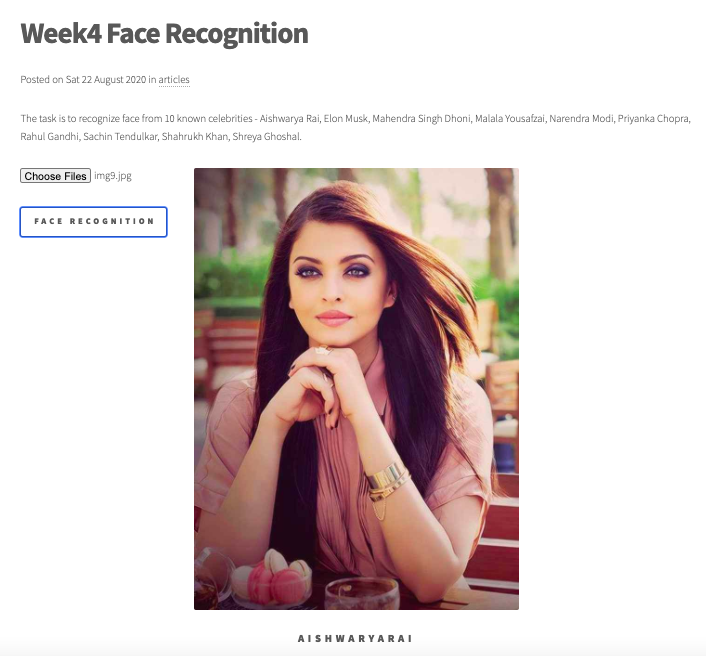 Week4 Face Recognition
Posted on Sat 22 August 2020 in articles
The task is to recognize face from 10 known celebrities - Aishwarya Rai, Elon Musk, Mahendra Singh Dhoni, Malala Yousafzai, Narendra Modi, Priyanka Chopra,
Rahul Gandhi, Sachin Tendulkar, Shahrukh Khan, Shreya Ghoshal.
Choose Files img9.jpg
FACE RECOGNITION
AISHWARYARAI